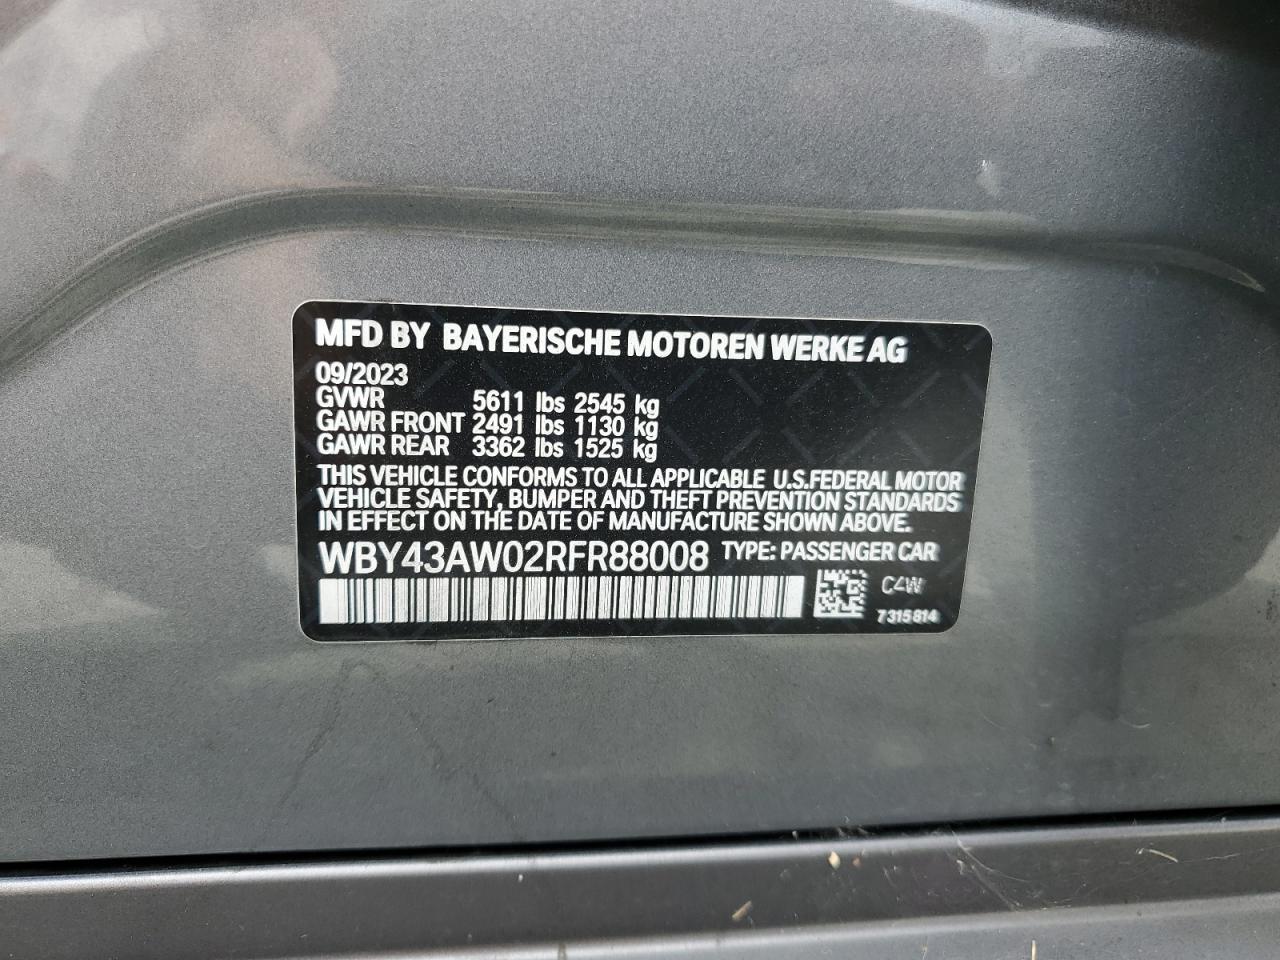 MFD BY BAYERISCHE MOTOREN WERKE AG
09/2023
GVWR 5611 lbs 2545 kg
GAWR FRONT 2491 lbs 1130 kg
GAWR REAR 3362 lbs 1525 kg
THIS VEHICLE CONFORMS TO ALL APPLICABLE U.S.FEDERAL MOTOR
VEHICLE SAFETY, BUMPER AND THEFT PREVENTION STANDARDS
IN EFFECT ON THE DATE OF MANUFACTURE SHOWN ABOVE.
WBY43AW02RFR88008 TYPE: PASSENGER CAR
C4W
7315814